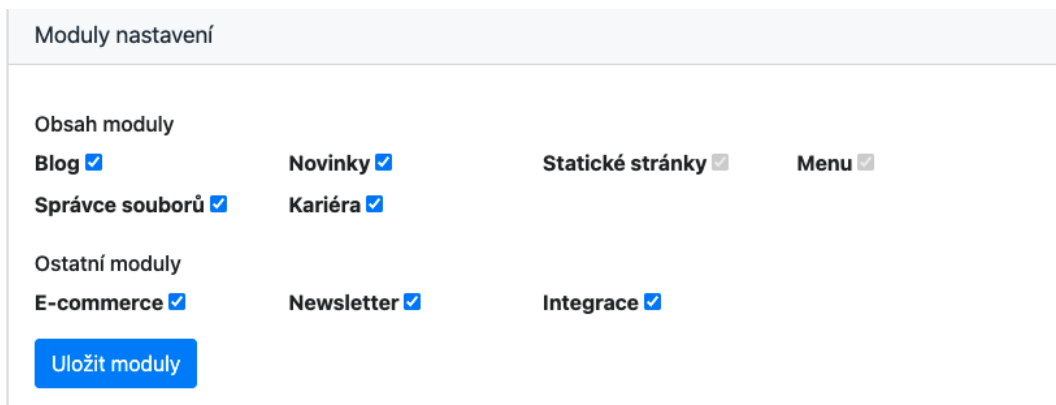 Moduly nastavení
Obsah moduly
Blog Novinky Statické stránky Menu
Správce souborů Kariéra
Ostatní moduly
E-commerce Newsletter Integrace
Uložit moduly